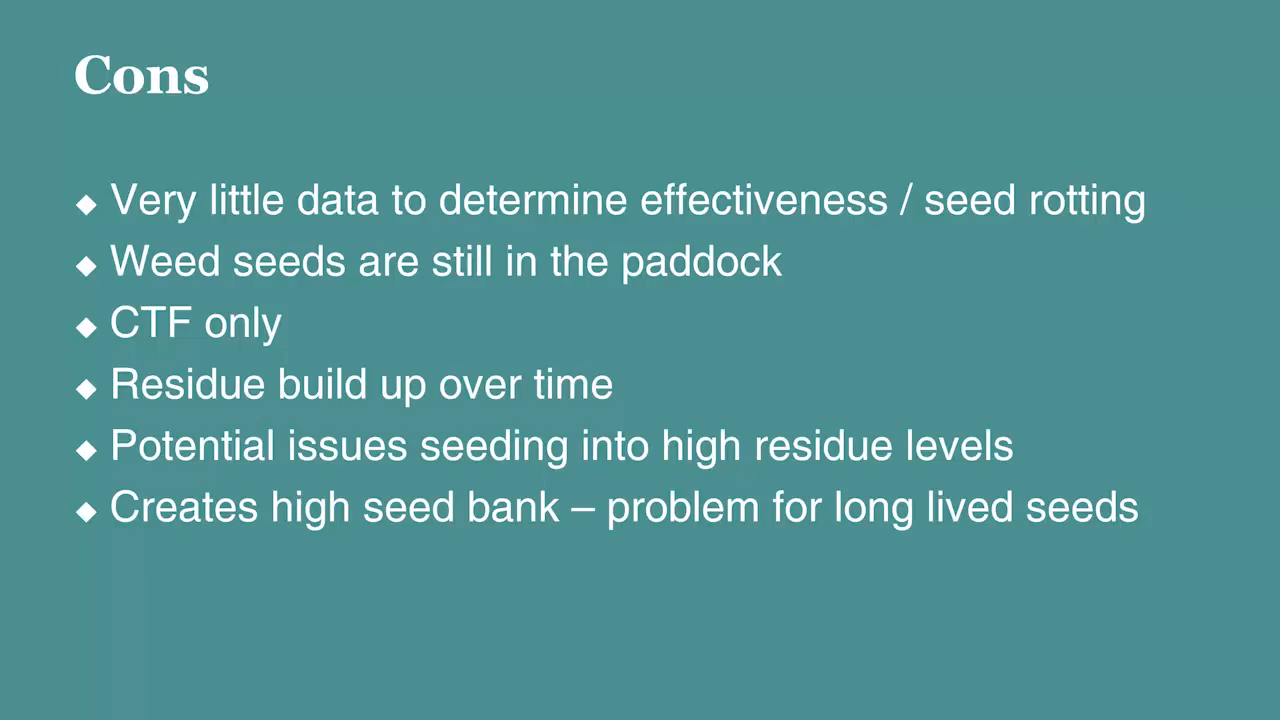 Cons
◆ Very little data to determine effectiveness / seed rotting
◆ Weed seeds are still in the paddock
◆ CTF only
◆ Residue build up over time
◆ Potential issues seeding into high residue levels
◆ Creates high seed bank – problem for long lived seeds